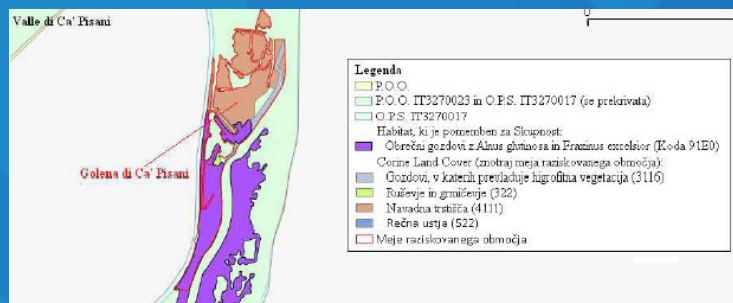 Valle di Ca' Pisani
0
Legenda
P.O.O.
P.O.O. IT3270023 in O.P.S. IT3270017 (se prekrivata)
O.P.S. IT3270017
Habitat, ki je pomemben za Skupnost:
Obrečni gozdovi z Alnus glutinosa in Fraxinus excelsior (Koda 91E0)
Corine Land Cover (znotraj meja raziskovanega območja):
Gozdovi, v katerih prevladuje higrofitna vegetacija (3116)
Ruševje in grmičevje (322)
Navadna trstišča (4111)
Rečna ustja (522)
Meje raziskovanega območja
Golena di Ca' Pisani